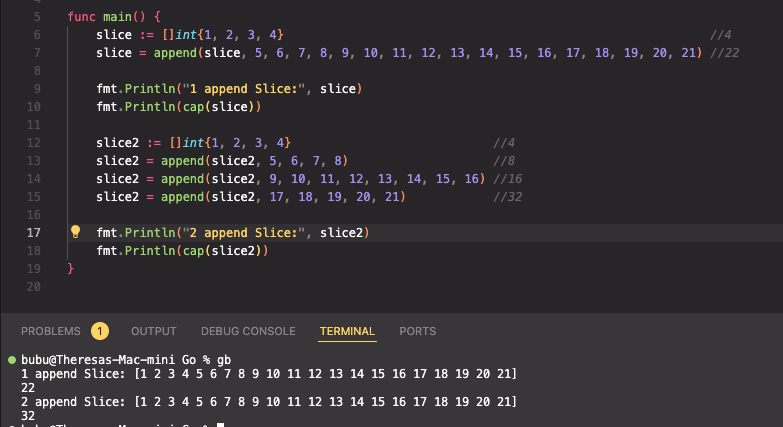 5 func main() {
6 slice := []int{1, 2, 3, 4} //4
7 slice = append(slice, 5, 6, 7, 8, 9, 10, 11, 12, 13, 14, 15, 16, 17, 18, 19, 20, 21) //22
8
9 fmt.Println("1 append Slice:", slice)
10 fmt.Println(cap(slice))
11
12 slice2 := []int{1, 2, 3, 4} //4
13 slice2 = append(slice2, 5, 6, 7, 8) //8
14 slice2 = append(slice2, 9, 10, 11, 12, 13, 14, 15, 16) //16
15 slice2 = append(slice2, 17, 18, 19, 20, 21) //32
16
17 fmt.Println("2 append Slice:", slice2)
18 fmt.Println(cap(slice2))
19 }
20
PROBLEMS 1 OUTPUT DEBUG CONSOLE TERMINAL PORTS
bubu@Theresas-Mac-mini Go % gb
1 append Slice: [1 2 3 4 5 6 7 8 9 10 11 12 13 14 15 16 17 18 19 20 21]
22
2 append Slice: [1 2 3 4 5 6 7 8 9 10 11 12 13 14 15 16 17 18 19 20 21]
32